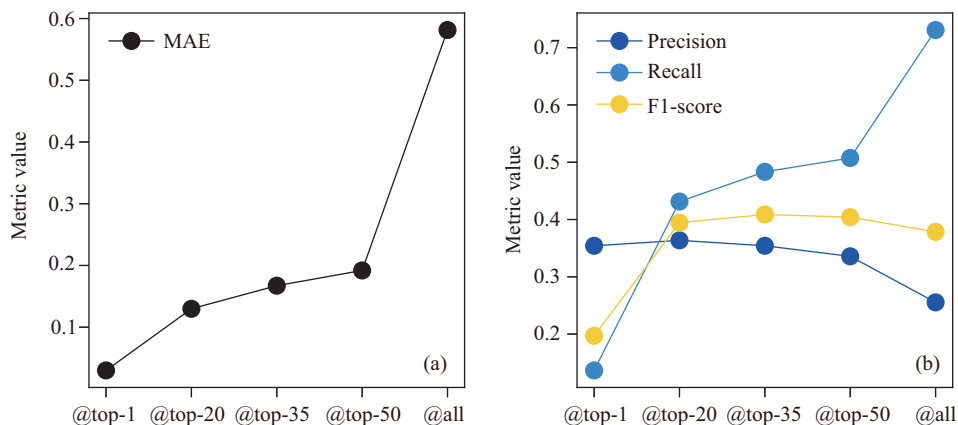 0.6
0.5
0.4
0.3
0.2
0.1
Metric value
MAE
(a)
@top-1 @top-20 @top-35 @top-50 @all
0.7
0.6
0.5
0.4
0.3
0.2
Metric value
Precision
Recall
F1-score
(b)
@top-1 @top-20 @top-35 @top-50 @all